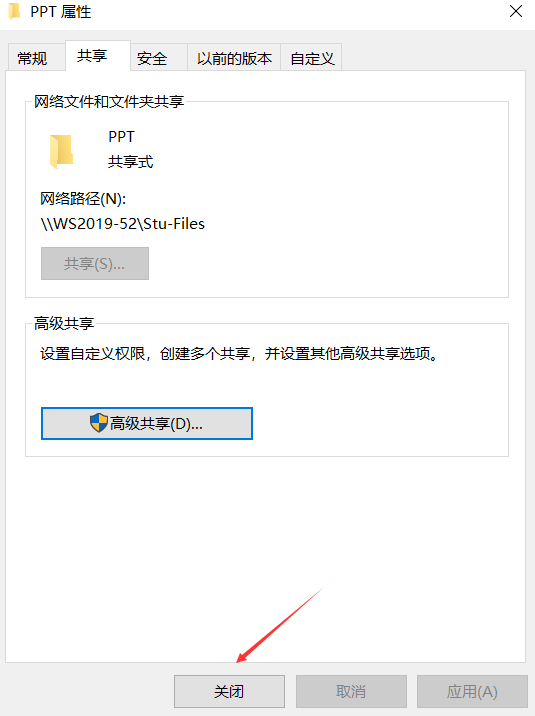 PPT 属性
常规 共享 安全 以前的版本 自定义
网络文件和文件夹共享
PPT
共享式
网络路径(N):
\\WS2019-52\Stu-Files
共享(S)...
高级共享
设置自定义权限，创建多个共享，并设置其他高级共享选项。
高级共享(D)...
关闭 取消 应用(A)